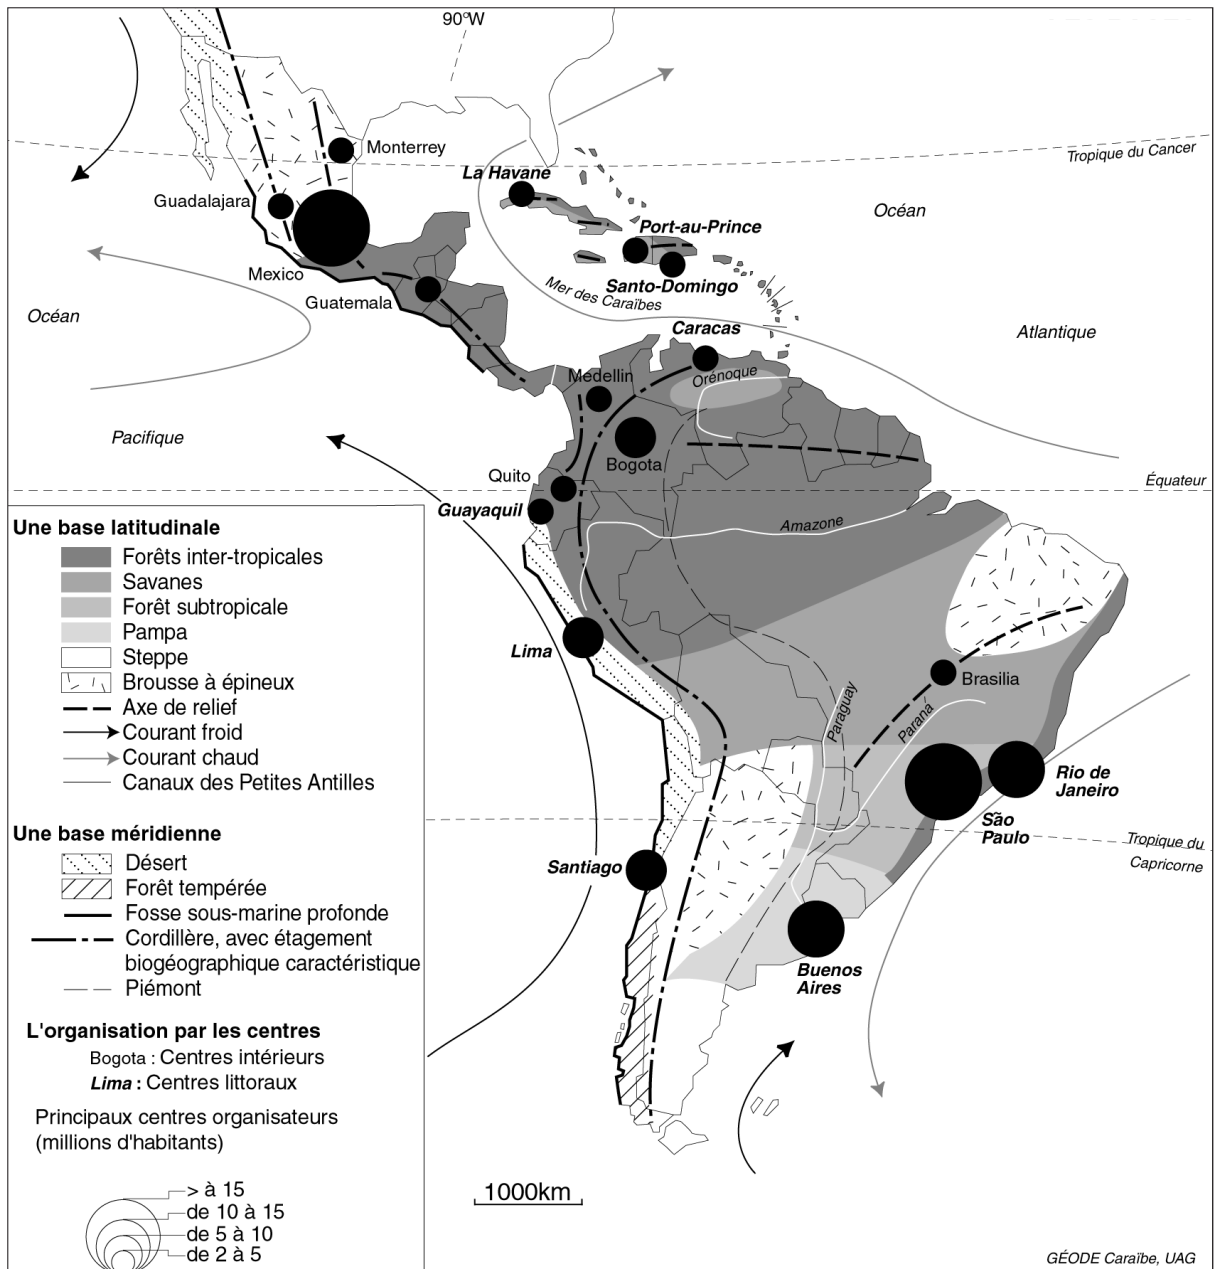 90°W
Monterrey
Tropique du Cancer
La Havane
Guadalajara
Océan
Port-au-Prince
Mexico
Santo-Domingo
Mer des Caraïbes
Guatemala
Océan
Caracas
Atlantique
Orénoque
Medellin
Pacifique
Bogota
Quito
Équateur
Guayaquil
Amazone
Lima
Brasilia
Paraguay
Paraná
Rio de
Janeiro
São
Paulo
Tropique du
Capricorne
Santiago
Buenos
Aires
Une base latitudinale
Forêts inter-tropicales
Savanes
Forêt subtropicale
Pampa
Steppe
Brousse à épineux
Axe de relief
Courant froid
Courant chaud
Canaux des Petites Antilles
Une base méridienne
Désert
Forêt tempérée
Fosse sous-marine profonde
Cordillère, avec étagement
biogéographique caractéristique
Piémont
L'organisation par les centres
Bogota : Centres intérieurs
Lima : Centres littoraux
Principaux centres organisateurs
(millions d'habitants)
> à 15
de 10 à 15
de 5 à 10
de 2 à 5
1000km
GÉODE Caraïbe, UAG